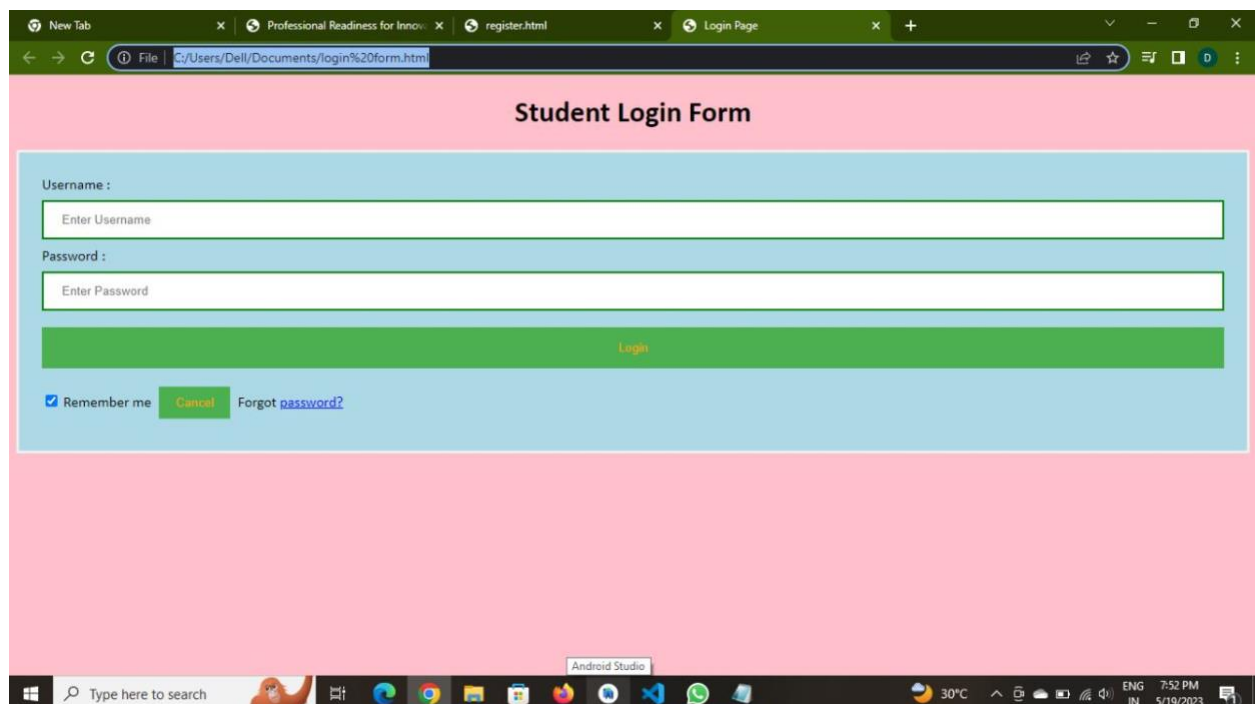 New Tab
Professional Readiness for Innov
register.html
Login Page
File
C:/Users/Dell/Documents/login%20form.html
D
Student Login Form
Username :
Enter Username
Password :
Enter Password
Login
Remember me
Cancel
Forgot password?
Android Studio
Type here to search
30°C
ENG
IN
7:52 PM
5/19/2023
1